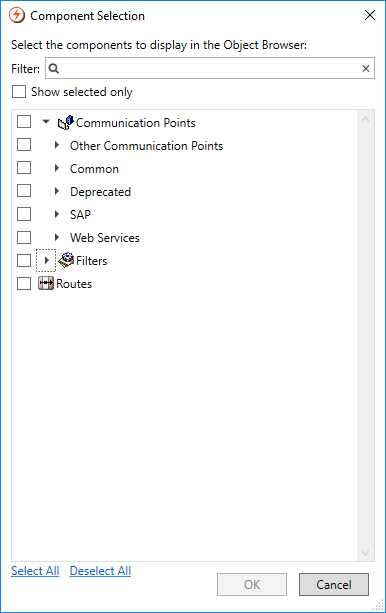 Component Selection
Select the components to display in the Object Browser:
Filter:
Show selected only
Communication Points
Other Communication Points
Common
Deprecated
SAP
Web Services
Filters
Routes
Select All Deselect All
OK Cancel